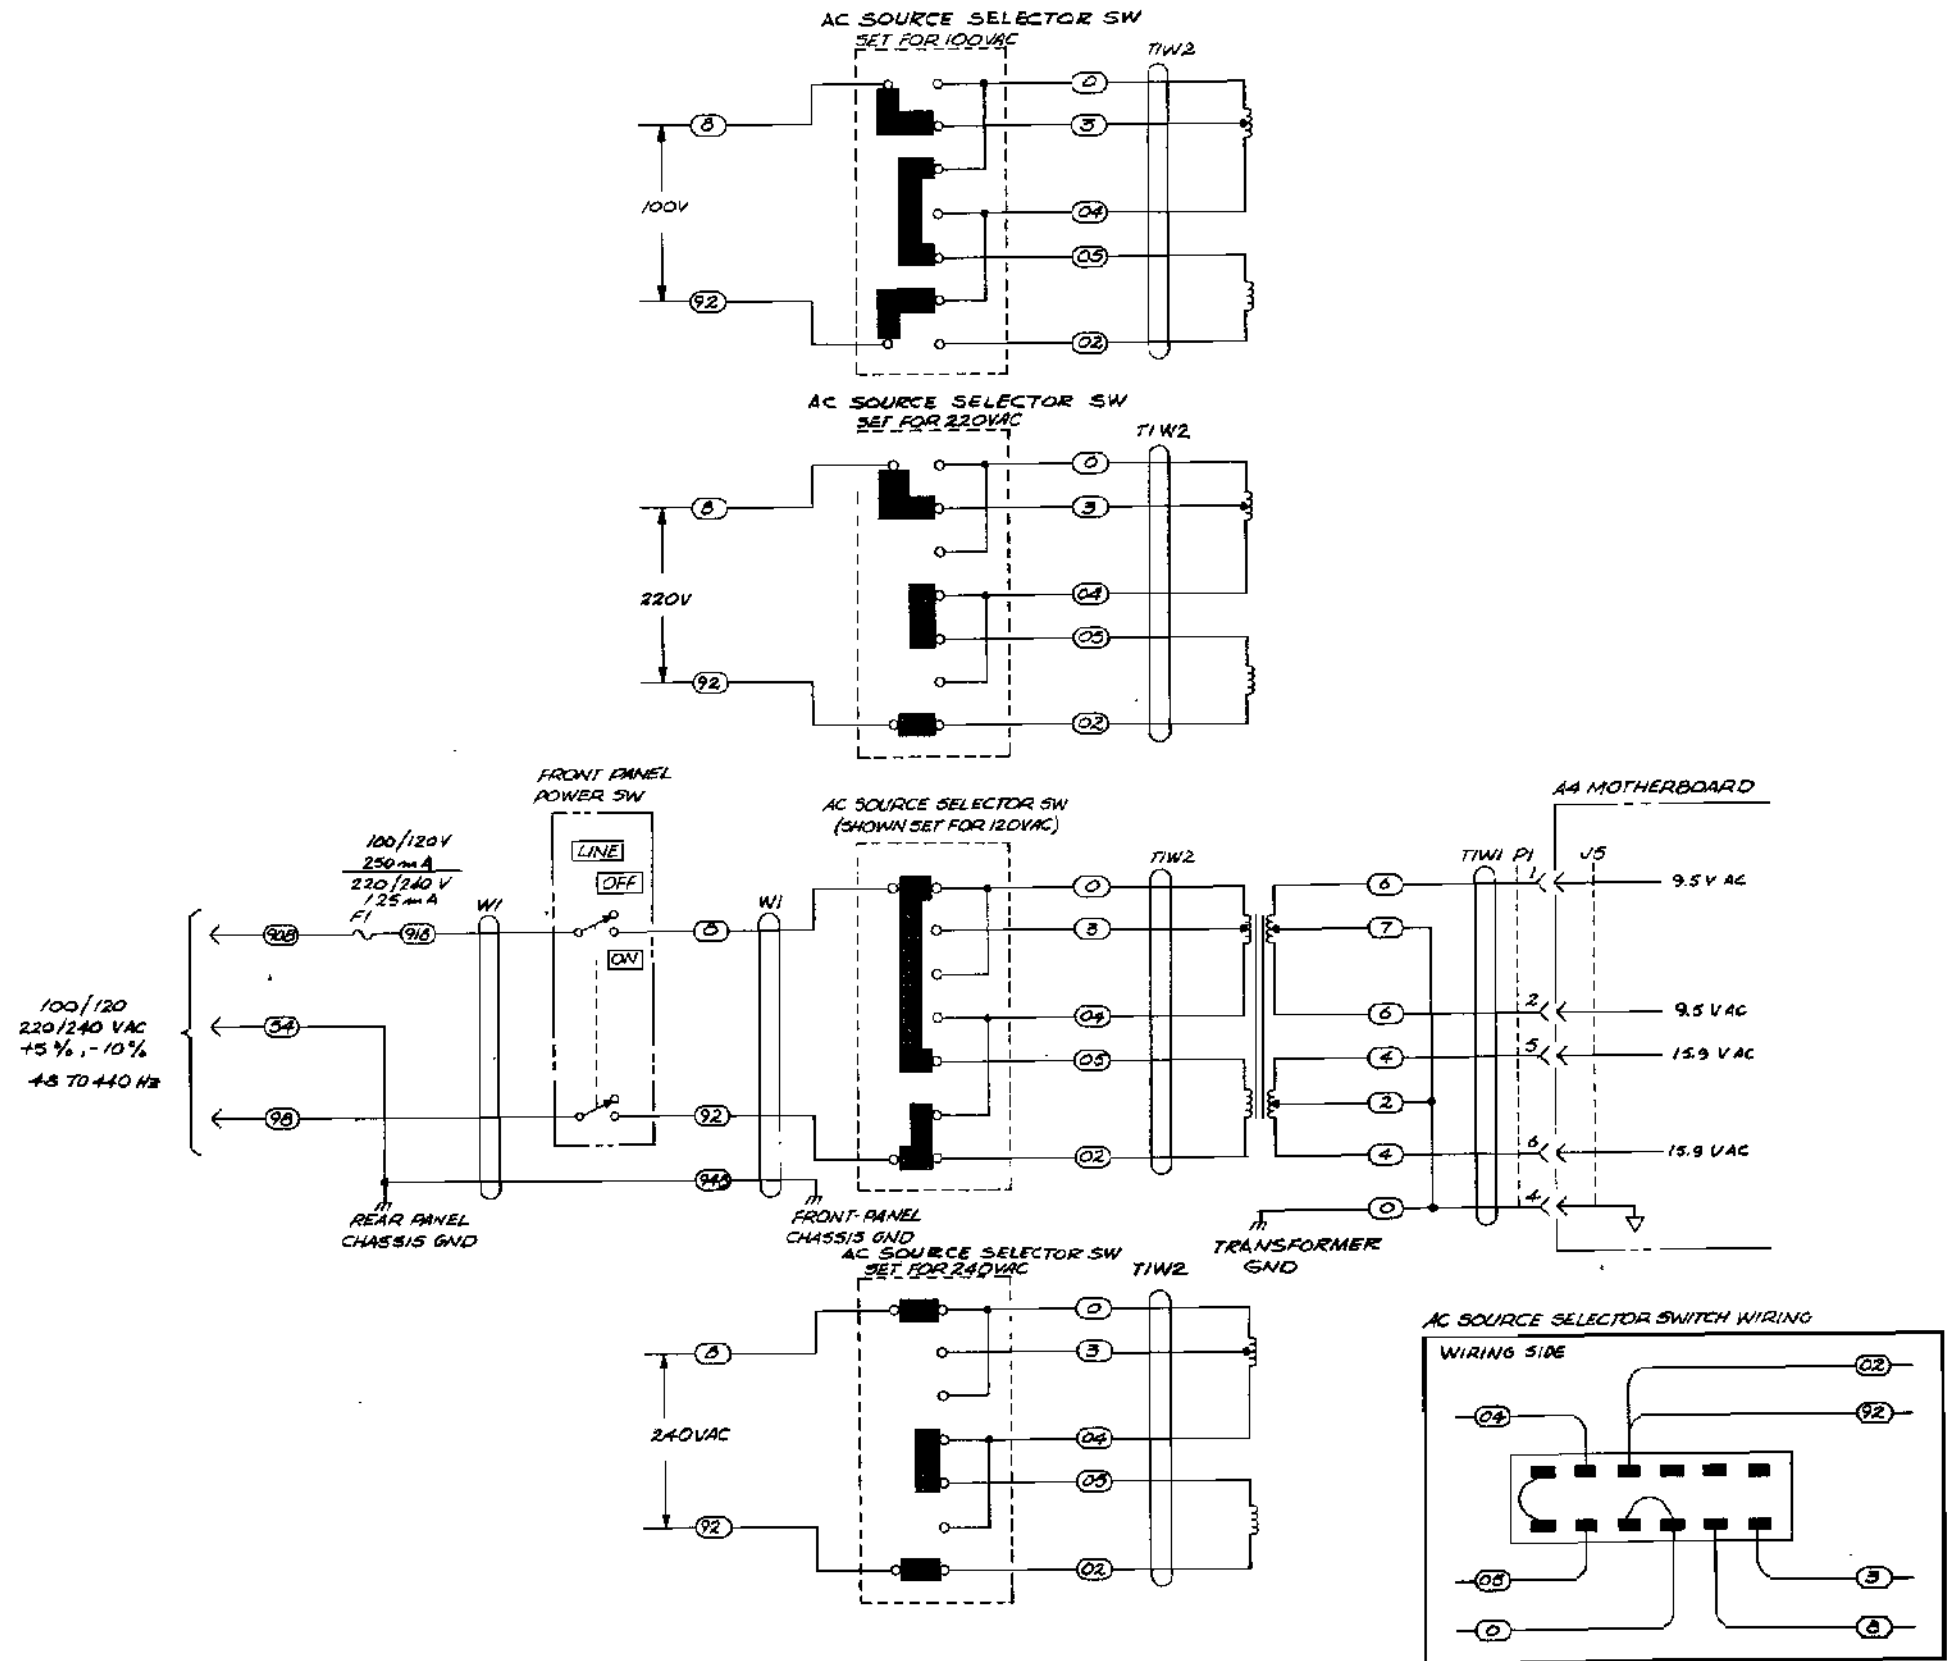 AC SOURCE SELECTOR SW
SET FOR 100VAC
T1W2
0
8
3
100V
04
05
92
02
AC SOURCE SELECTOR SW
SET FOR 220VAC
T1W2
0
8
3
220V
04
05
92
02
FRONT PANEL
POWER SW
LINE
OFF
ON
100/120V
250mA
220/240 V
125mA
F1
W1
W1
908
918
8
100/120
220/240 VAC
+5%, -10%
48 TO 440 Hz
54
98
92
REAR PANEL
CHASSIS GND
FRONT-PANEL
CHASSIS GND
AC SOURCE SELECTOR SW
(SHOWN SET FOR 120VAC)
T1W2
0
3
04
05
02
A4 MOTHERBOARD
T1W1 P1 J5
6
1
9.5 V AC
7
6
2
9.5 V AC
4
5
15.9 V AC
2
4
6
15.9 VAC
0
4
TRANSFORMER
GND
AC SOURCE SELECTOR SW
SET FOR 240VAC
T1W2
0
8
3
240VAC
04
05
92
02
AC SOURCE SELECTOR SWITCH WIRING
WIRING SIDE
02
04
92
05
3
0
8